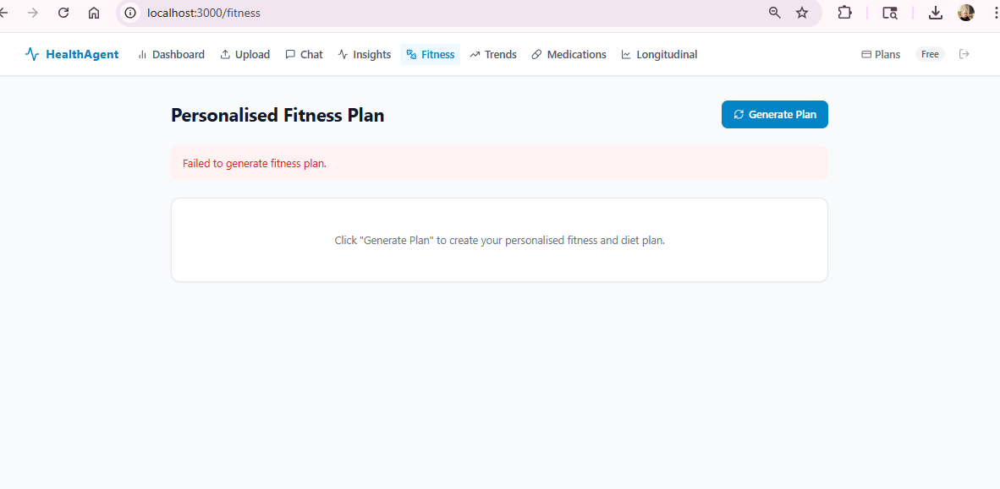 localhost:3000/fitness
HealthAgent Dashboard Upload Chat Insights Fitness Trends Medications Longitudinal Plans Free
Personalised Fitness Plan Generate Plan
Failed to generate fitness plan.
Click "Generate Plan" to create your personalised fitness and diet plan.